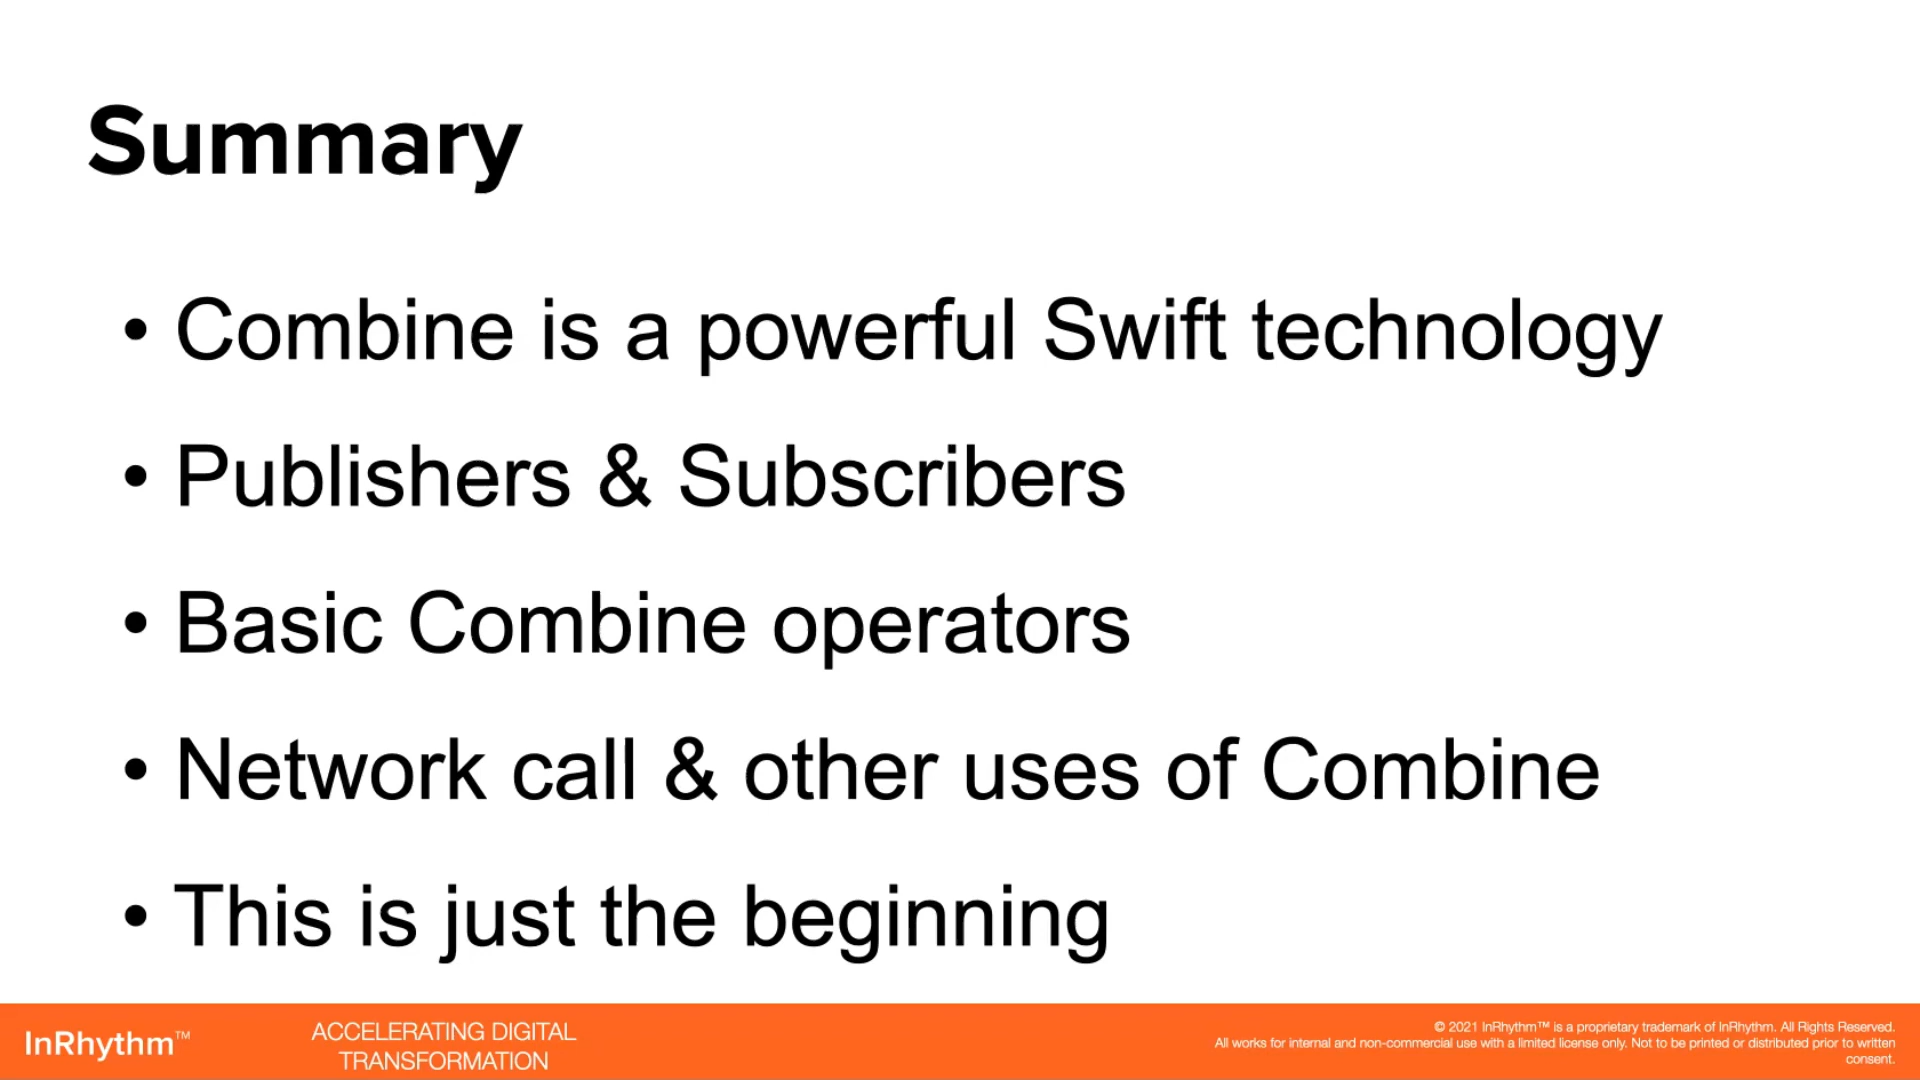 Summary
• Combine is a powerful Swift technology
• Publishers & Subscribers
• Basic Combine operators
• Network call & other uses of Combine
• This is just the beginning
InRhythm™
ACCELERATING DIGITAL
TRANSFORMATION
© 2021 InRhythm™ is a proprietary trademark of InRhythm. All Rights Reserved.
All works for internal and non-commercial use with a limited license only. Not to be printed or distributed prior to written
consent.